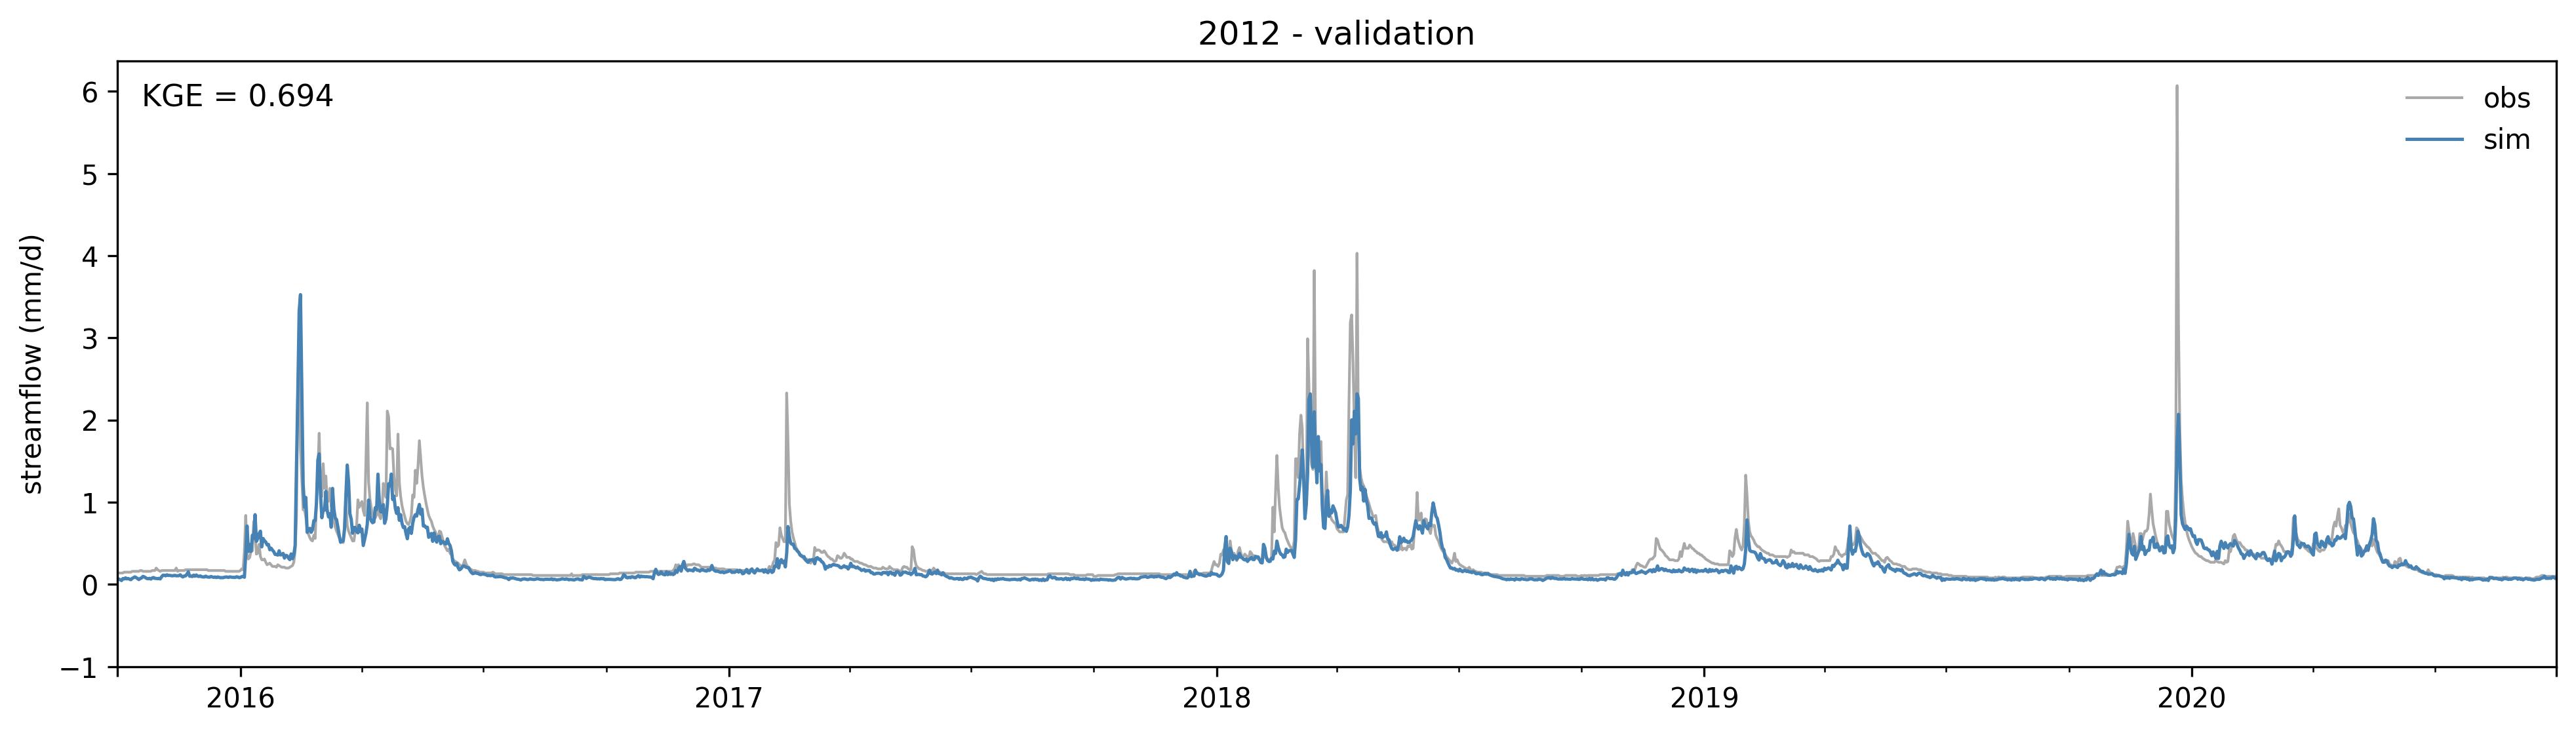 2012 - validation
KGE = 0.694
obs
sim
streamflow (mm/d)
6
5
4
3
2
1
0
−1
2016
2017
2018
2019
2020